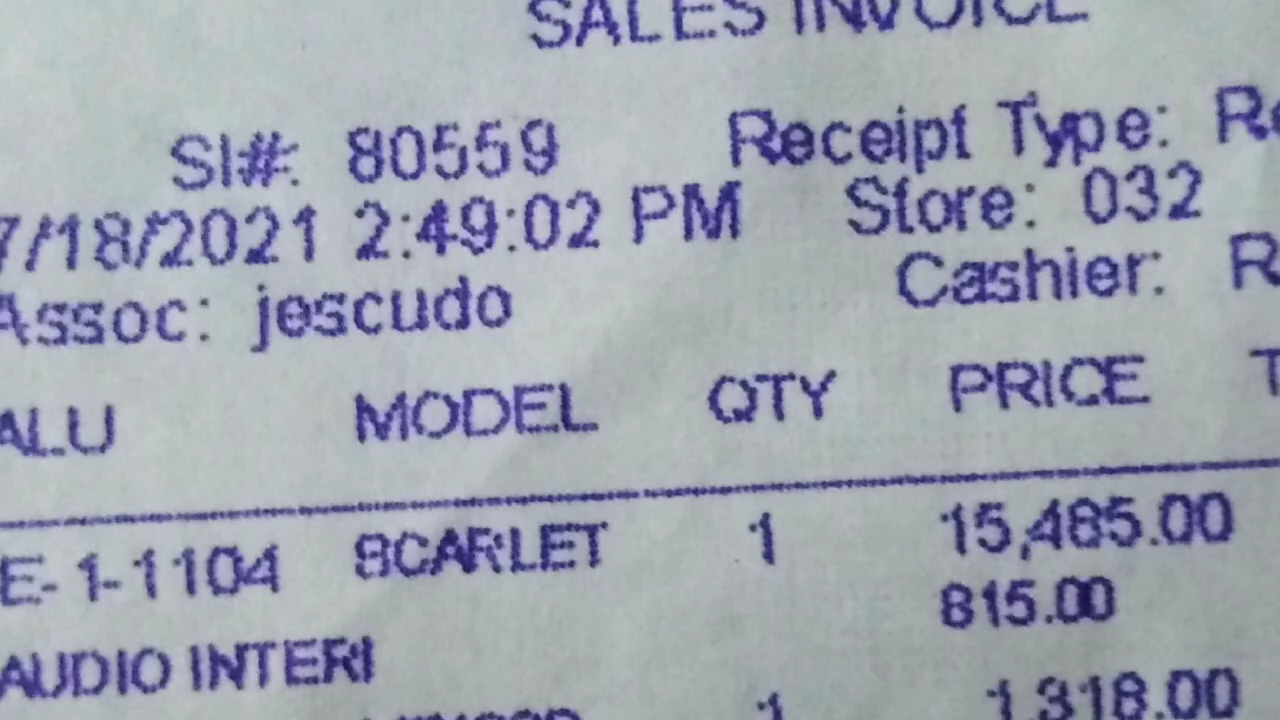 SALES INVOICE
SI#: 80559 Receipt Type: Re
7/18/2021 2:49:02 PM Store: 032
Assoc: jescudo Cashier: R
ALU MODEL QTY PRICE T
E-1-1104 SCARLET 1 15,485.00
815.00
AUDIO INTERI
1 1,318.00